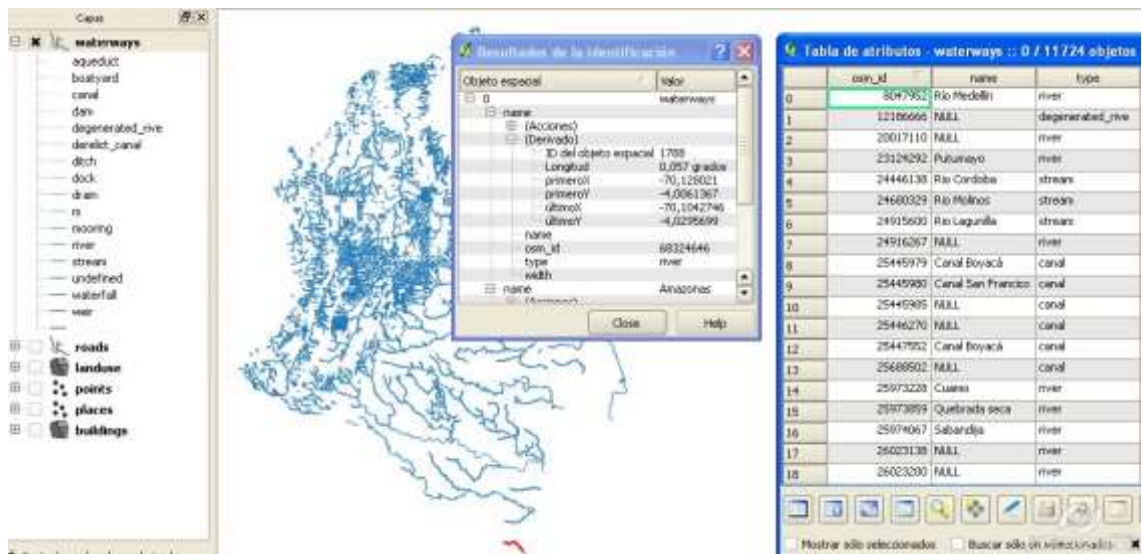 Capas
waterways
aqueduct
boatyard
canal
dam
degenerated_rive
derelict_canal
ditch
dock
drain
mooring
river
stream
undefined
waterfall
weir
roads
landuse
points
places
buildings
Resultados de la identificación
Objeto espacial Valor
0 waterways
name
(Acciones)
(Derivado)
ID del objeto espacial 1788
Longitud 0,057 grados
primeroX -70,128021
primeroY -4,0061367
últimoX -70,1042746
últimoY -4,0295699
name
osm_id 68324646
type river
width
name Amazonas
(Acciones)
Close Help
Tabla de atributos - waterways :: 0 / 11724 objetos
osm_id name type
0 8047952 Río Medellín river
1 12186666 NULL degenerated_rive
2 20017110 NULL river
3 23124292 Putumayo river
4 24446138 Rio Cordoba stream
5 24680329 Rio Molinos stream
6 24915600 Rio Lagunilla stream
7 24916267 NULL river
8 25445979 Canal Boyacá canal
9 25445980 Canal San Francisco canal
10 25445985 NULL canal
11 25446270 NULL canal
12 25447552 Canal Boyacá canal
13 25688502 NULL canal
14 25973228 river
15 25973859 Quebrada seca river
16 25974067 Sabandija river
17 26023138 NULL river
18 26023200 NULL river
Mostrar sólo seleccionados Buscar sólo en